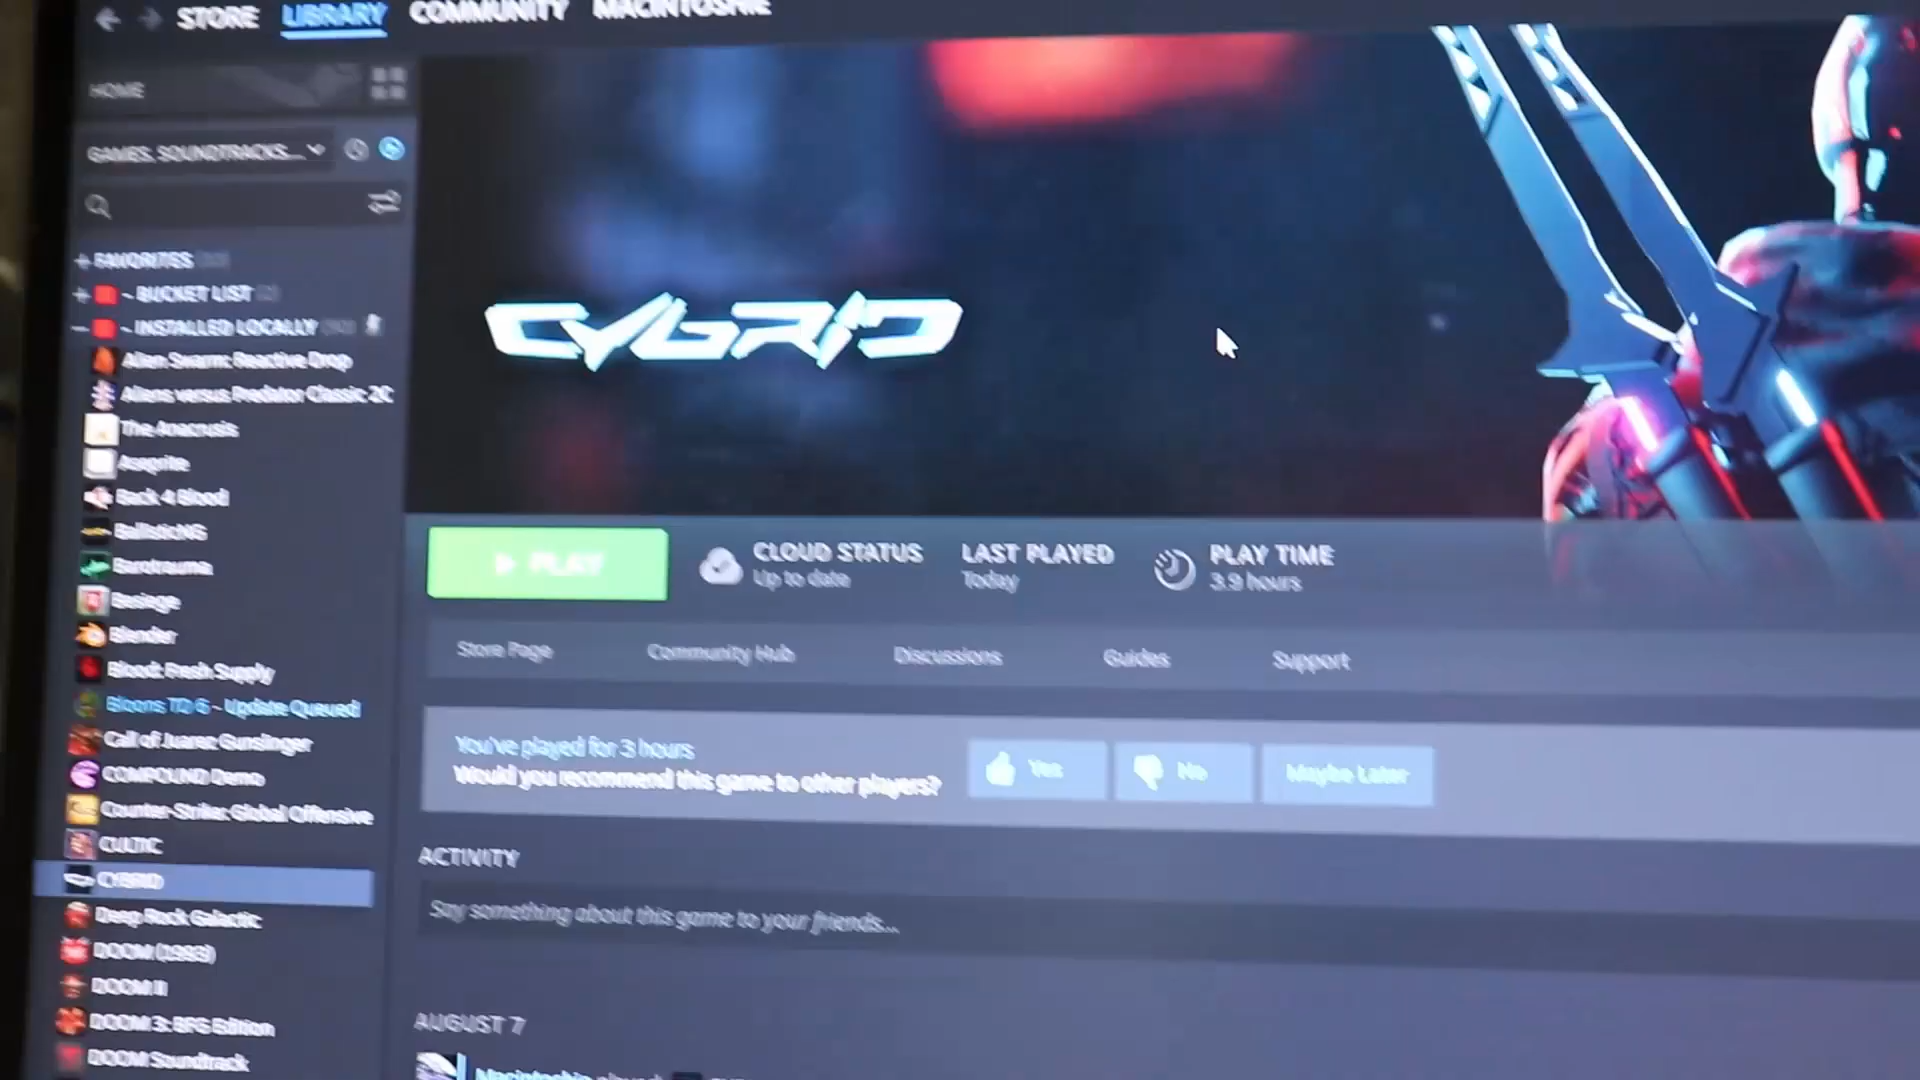 STORE LIBRARY COMMUNITY MACINTOSHIE
HOME
GAMES, SOUNDTRACKS...
+ FAVORITES
+ ~ BUCKET LIST
- ~ INSTALLED LOCALLY
Alien Swarm: Reactive Drop
Aliens versus Predator Classic 2C
The Anacrusis
Aseprite
Back 4 Blood
BallisticNG
Barotrauma
Besiege
Blender
Blood: Fresh Supply
Bloons TD 6 - Update Queued
Call of Juarez Gunslinger
COMPOUND Demo
Counter-Strike: Global Offensive
CULTIC
CYBRID
Deep Rock Galactic
DOOM (1993)
DOOM II
DOOM 3: BFG Edition
DOOM Soundtrack
CYBRID
PLAY
CLOUD STATUS
Up to date
LAST PLAYED
Today
PLAY TIME
3.9 hours
Store Page Community Hub Discussions Guides Support
You've played for 3 hours
Would you recommend this game to other players?
Yes No Maybe Later
ACTIVITY
Say something about this game to your friends...
AUGUST 7
Macintoshie played